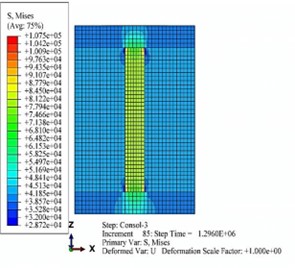 S, Mises
(Avg: 75%)
+1.075e+05
+1.042e+05
+1.009e+05
+9.763e+04
+9.435e+04
+9.107e+04
+8.779e+04
+8.450e+04
+8.122e+04
+7.794e+04
+7.466e+04
+7.138e+04
+6.810e+04
+6.482e+04
+6.153e+04
+5.825e+04
+5.497e+04
+5.169e+04
+4.841e+04
+4.513e+04
+4.185e+04
+3.857e+04
+3.528e+04
+3.200e+04
+2.872e+04
Z
X
Step: Consol-3
Increment 85: Step Time = 1.2960E+06
Primary Var: S, Mises
Deformed Var: U Deformation Scale Factor: +1.000e+00